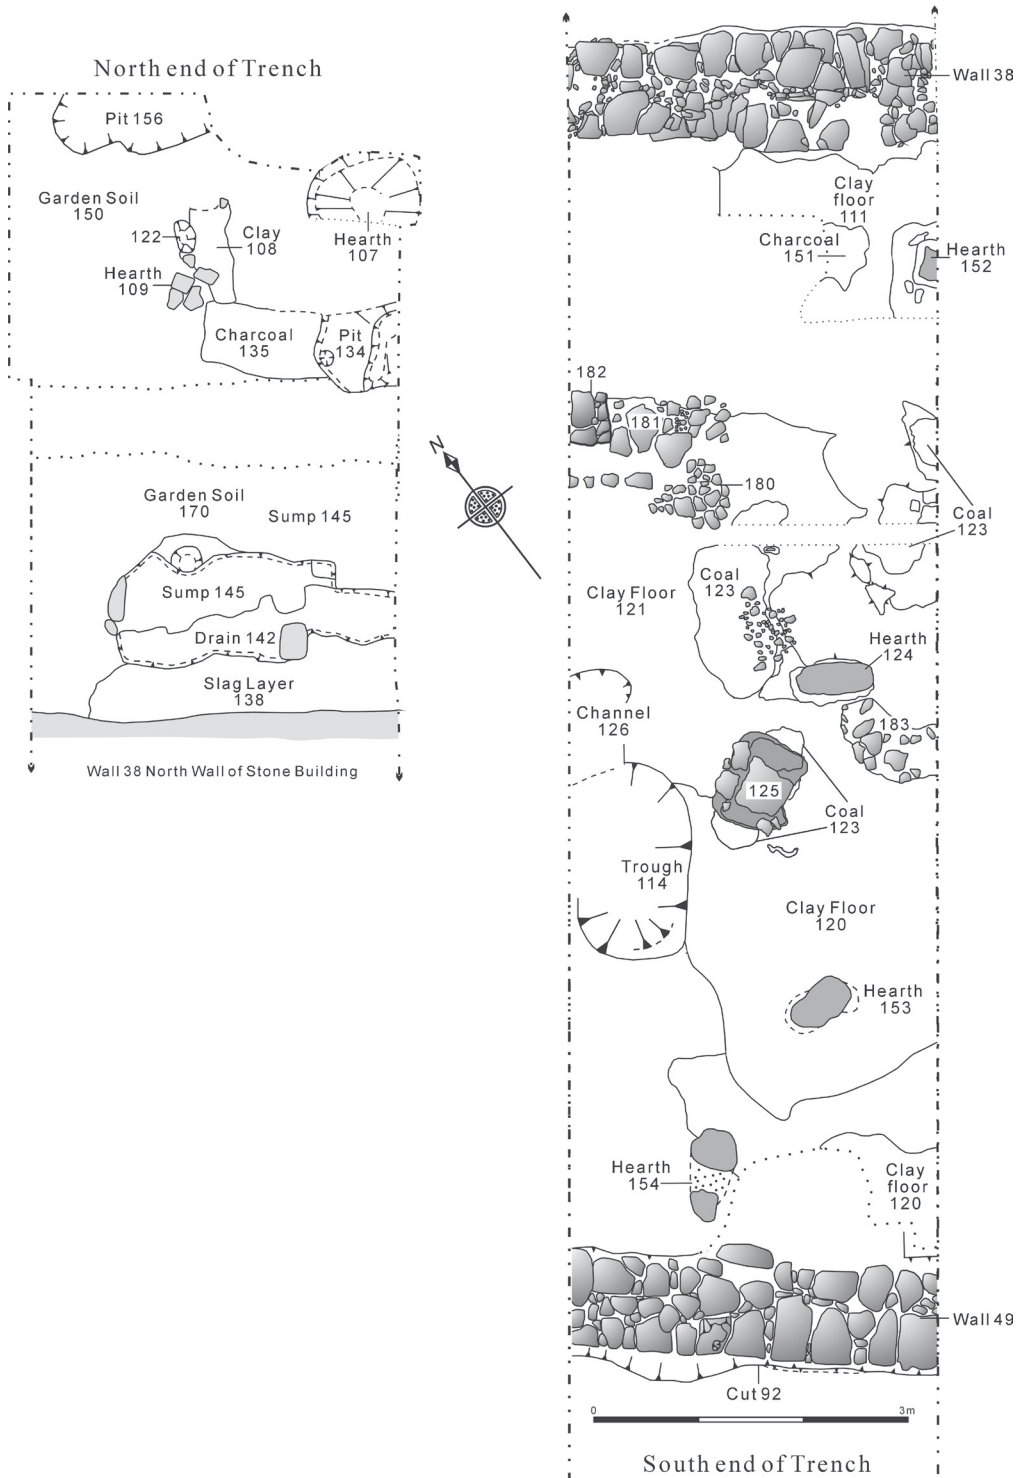 North end of Trench
Pit 156
Garden Soil
150
122
Clay
108
Hearth
107
Hearth
109
Charcoal
135
Pit
134
Garden Soil
170
Sump 145
Sump 145
Drain 142
Slag Layer
138
Wall 38 North Wall of Stone Building
N
Wall 38
Clay
floor
111
Charcoal
151
Hearth
152
182
181
180
Coal
123
Clay Floor
121
Coal
123
Hearth
124
Channel
126
183
125
Coal
123
Trough
114
Clay Floor
120
Hearth
153
Hearth
154
Clay
floor
120
Wall 49
Cut 92
0 3m
South end of Trench